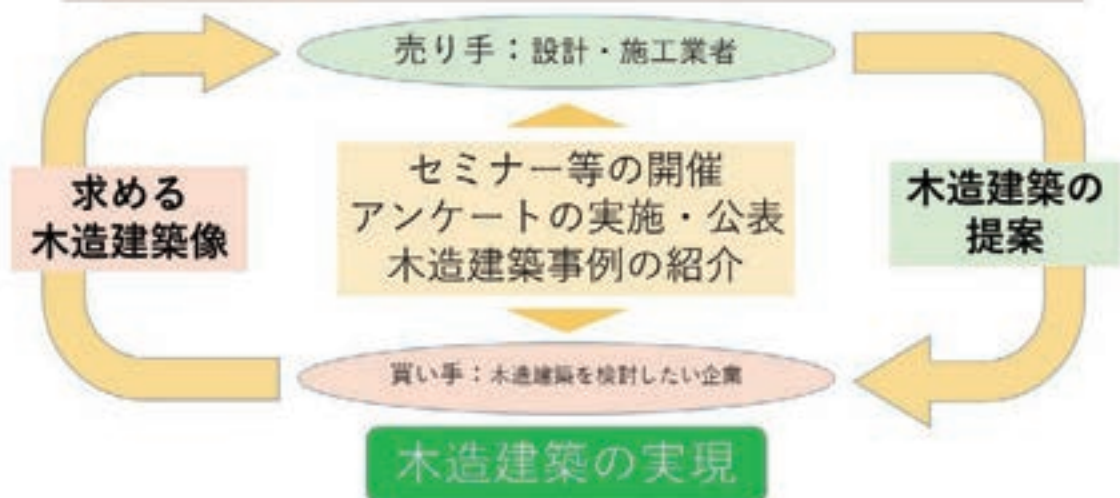 売り手：設計・施工業者
セミナー等の開催
アンケートの実施・公表
木造建築事例の紹介
求める
木造建築像
木造建築の
提案
買い手：木造建築を検討したい企業
木造建築の実現